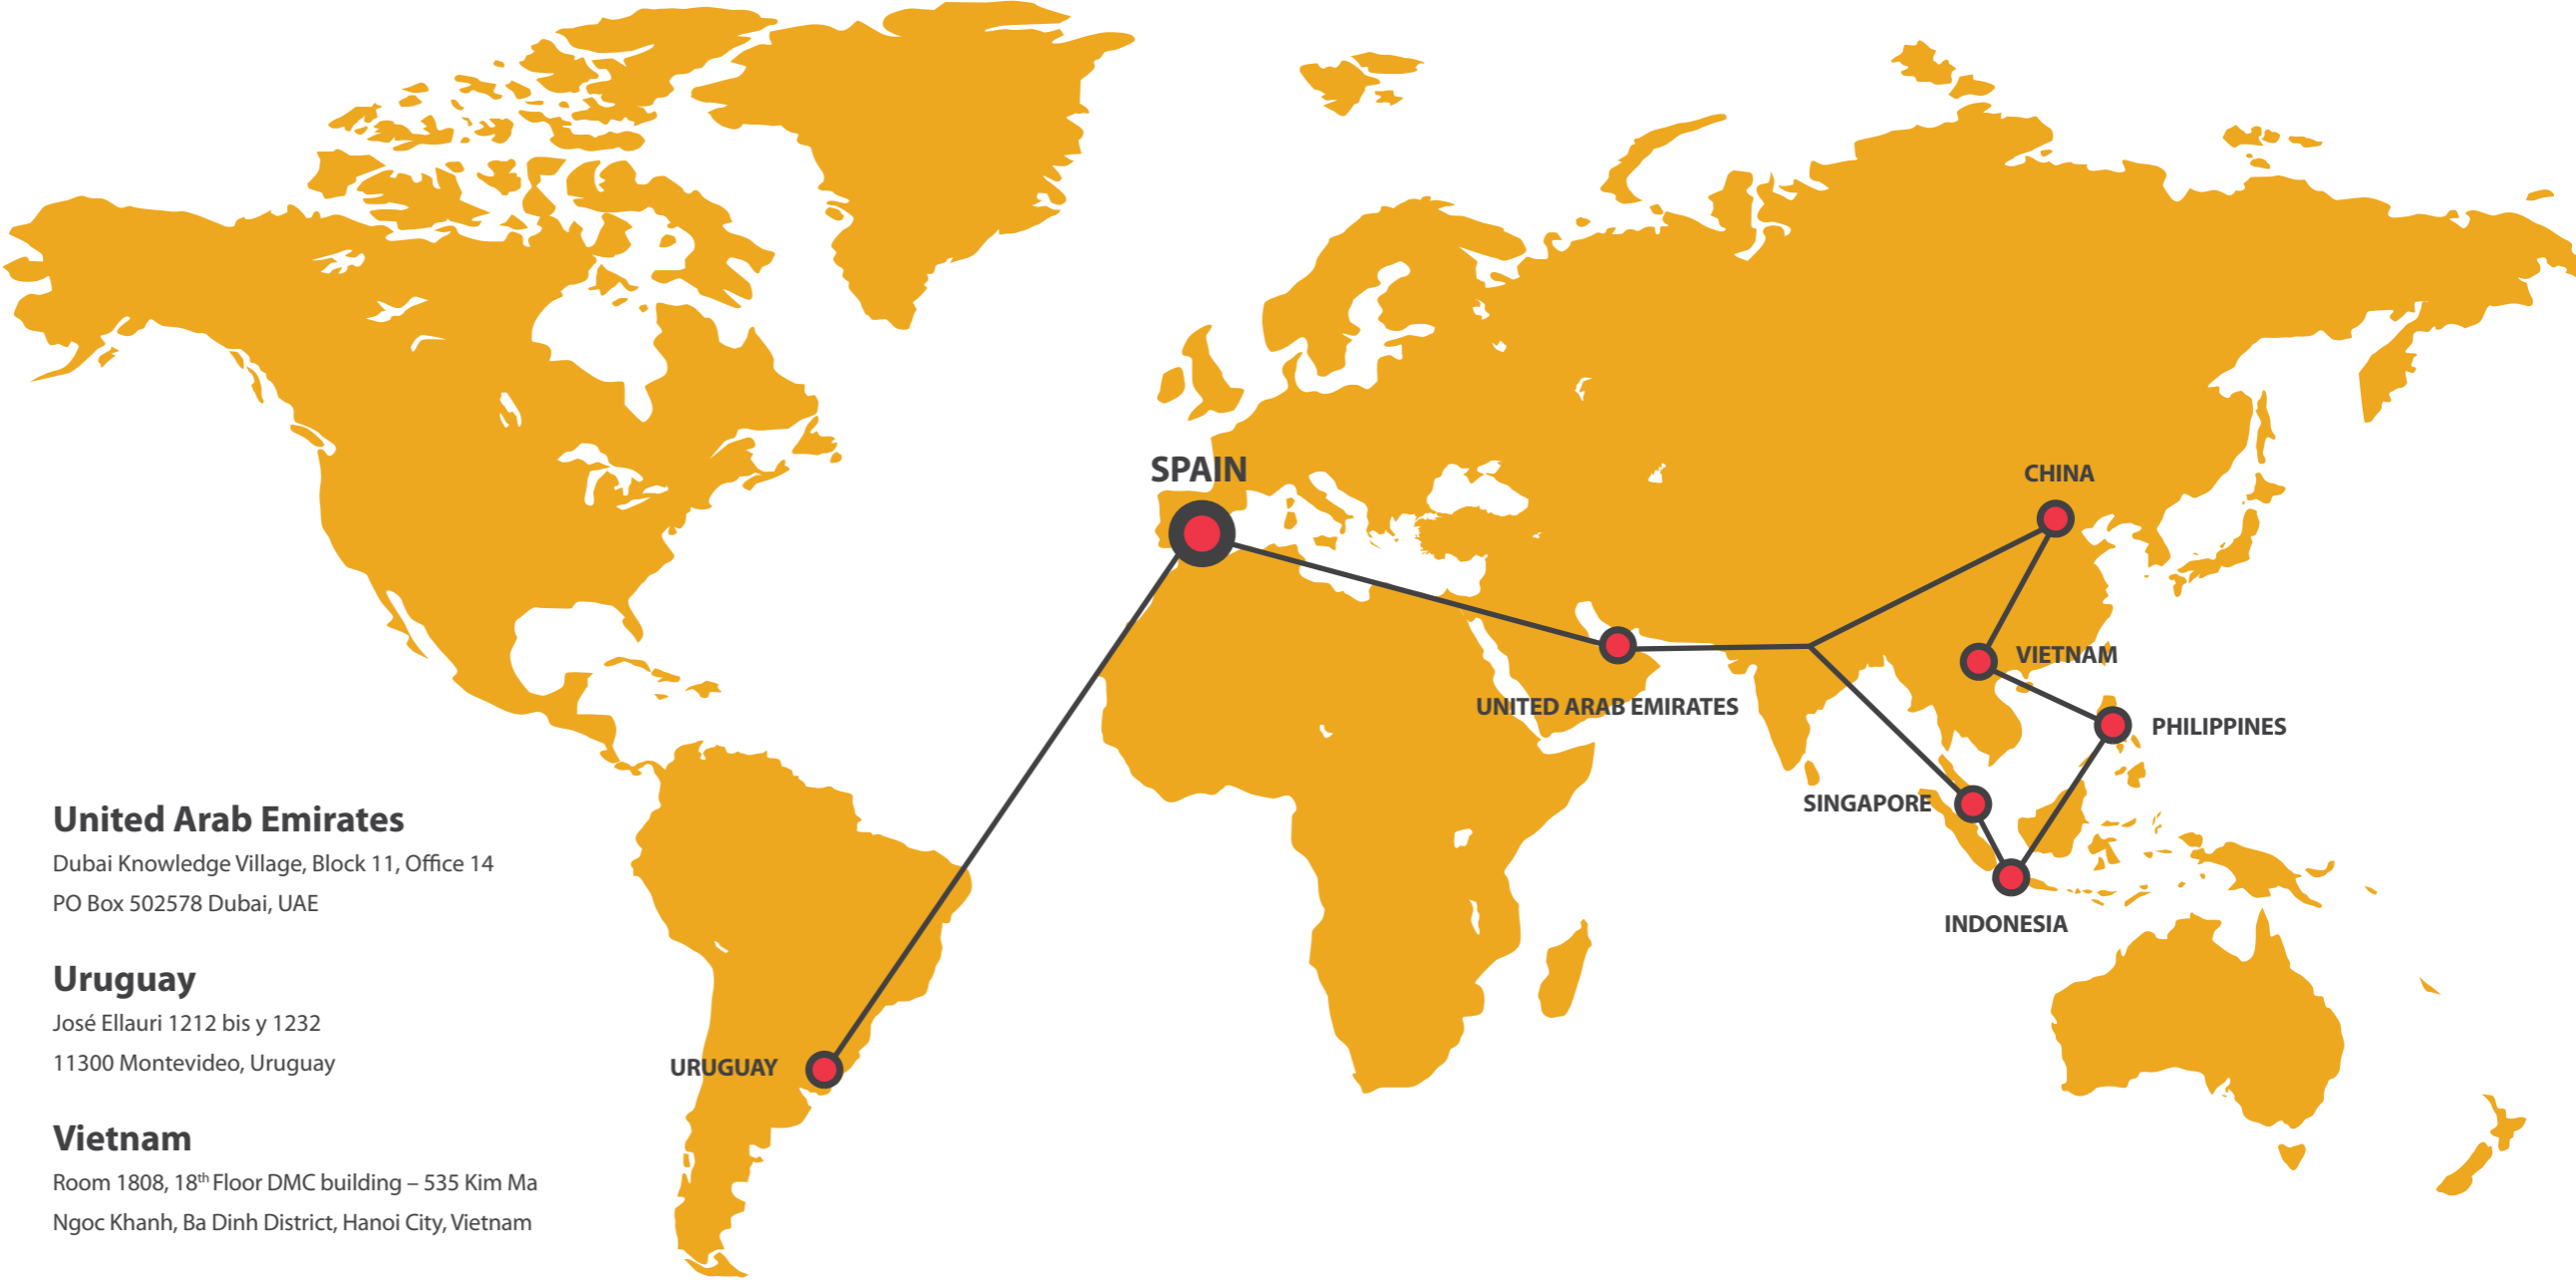 SPAIN
CHINA
VIETNAM
UNITED ARAB EMIRATES
PHILIPPINES
SINGAPORE
INDONESIA
URUGUAY
United Arab Emirates
Dubai Knowledge Village, Block 11, Office 14
PO Box 502578 Dubai, UAE
Uruguay
José Ellauri 1212 bis y 1232
11300 Montevideo, Uruguay
Vietnam
Room 1808, 18th Floor DMC building – 535 Kim Ma
Ngoc Khanh, Ba Dinh District, Hanoi City, Vietnam